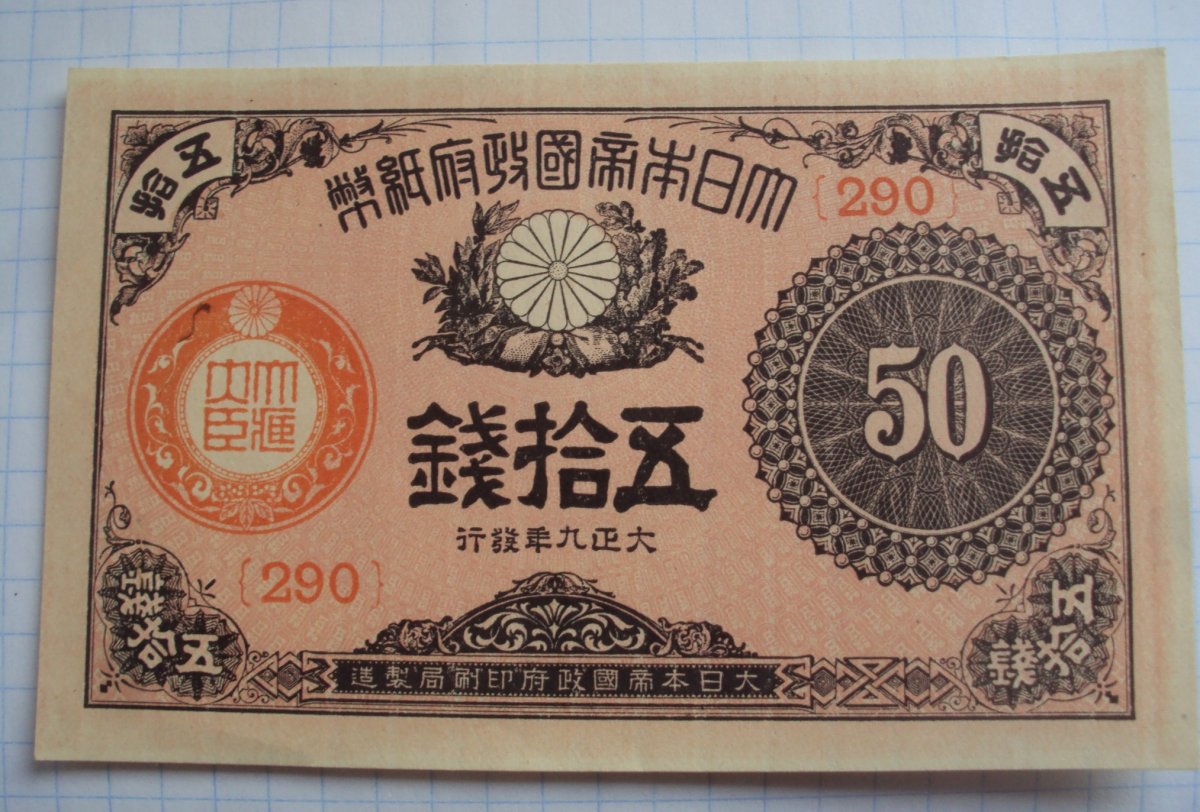 五拾
拾五
大日本帝國政府紙幣
{290}
50
大藏大臣
五拾錢
大正九年發行
{290}
五拾錢
五拾錢
大日本帝國政府印刷局製造